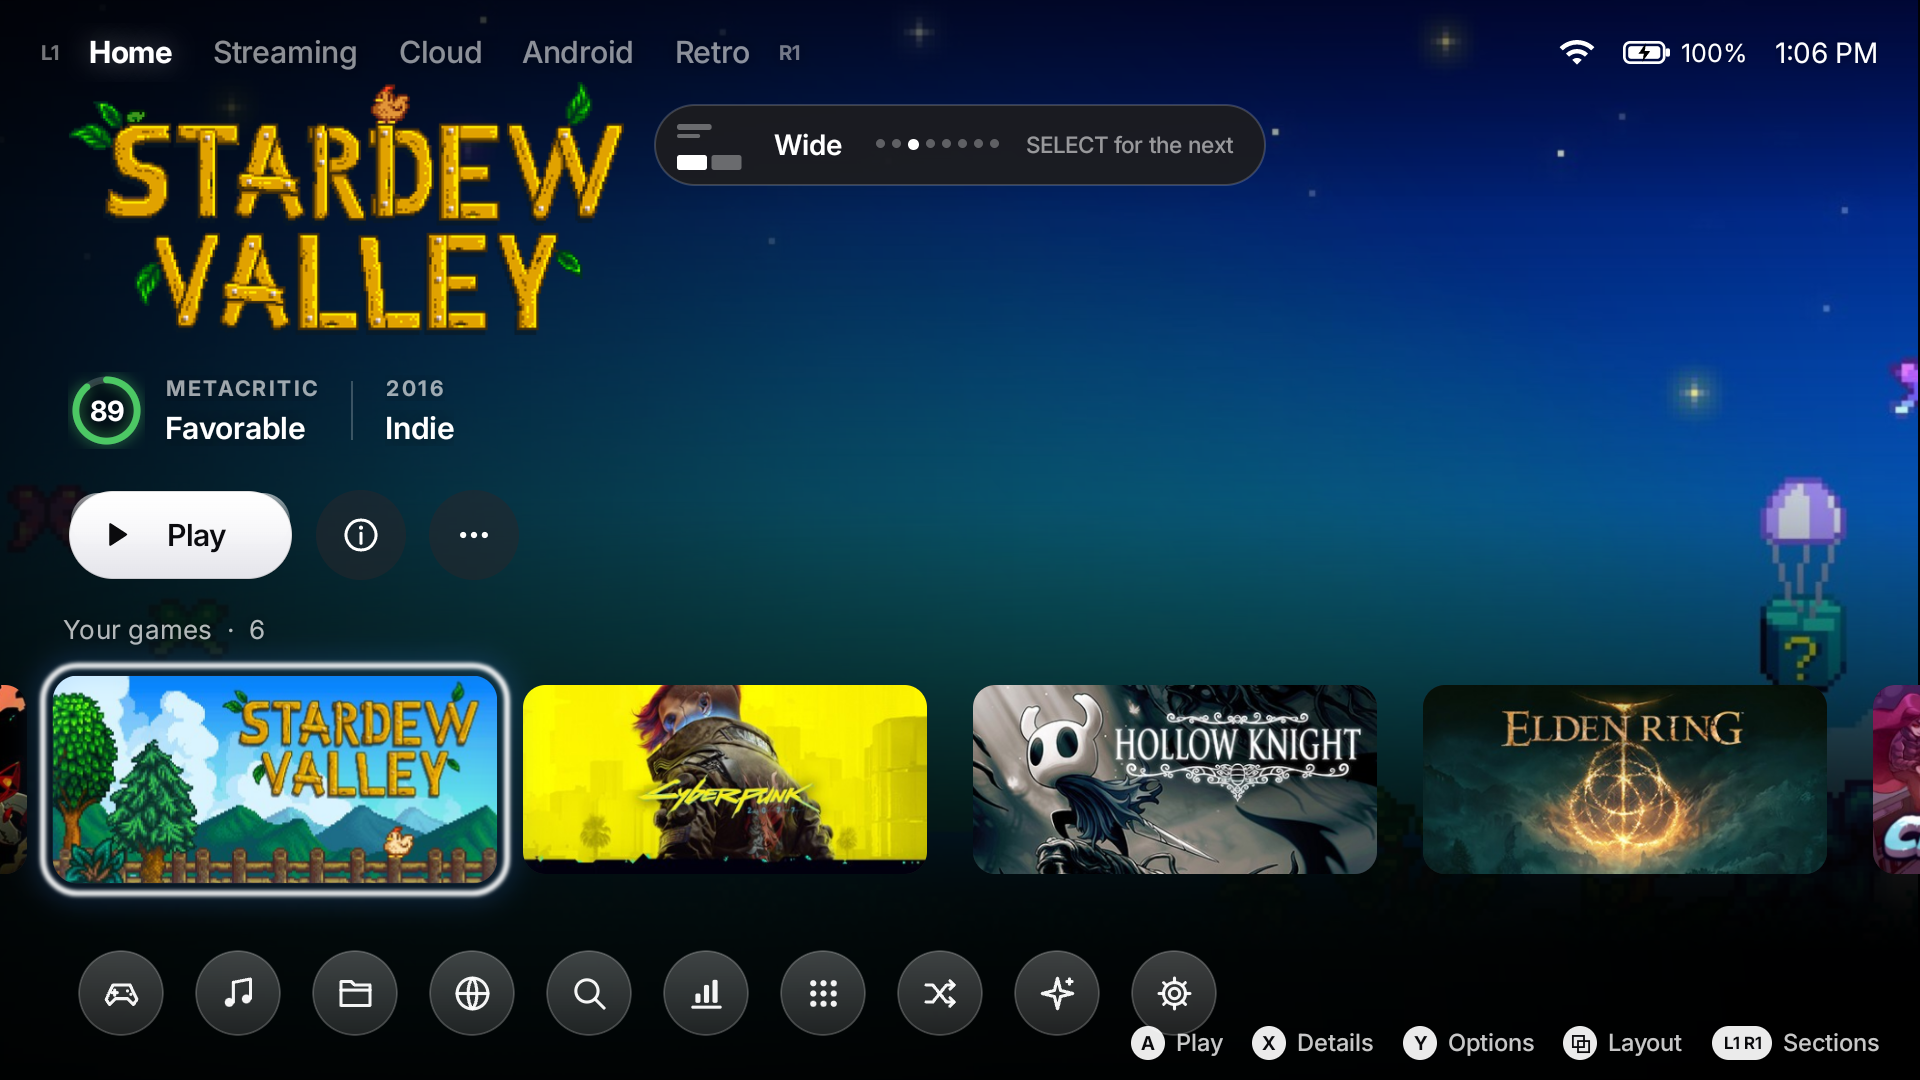 L1 Home Streaming Cloud Android Retro R1
100% 1:06 PM
STARDEW
VALLEY
Wide SELECT for the next
89
METACRITIC
Favorable
2016
Indie
Play
Your games · 6
STARDEW
VALLEY
CYBERPUNK
HOLLOW KNIGHT
ELDEN RING
?
A Play X Details Y Options Layout L1 R1 Sections